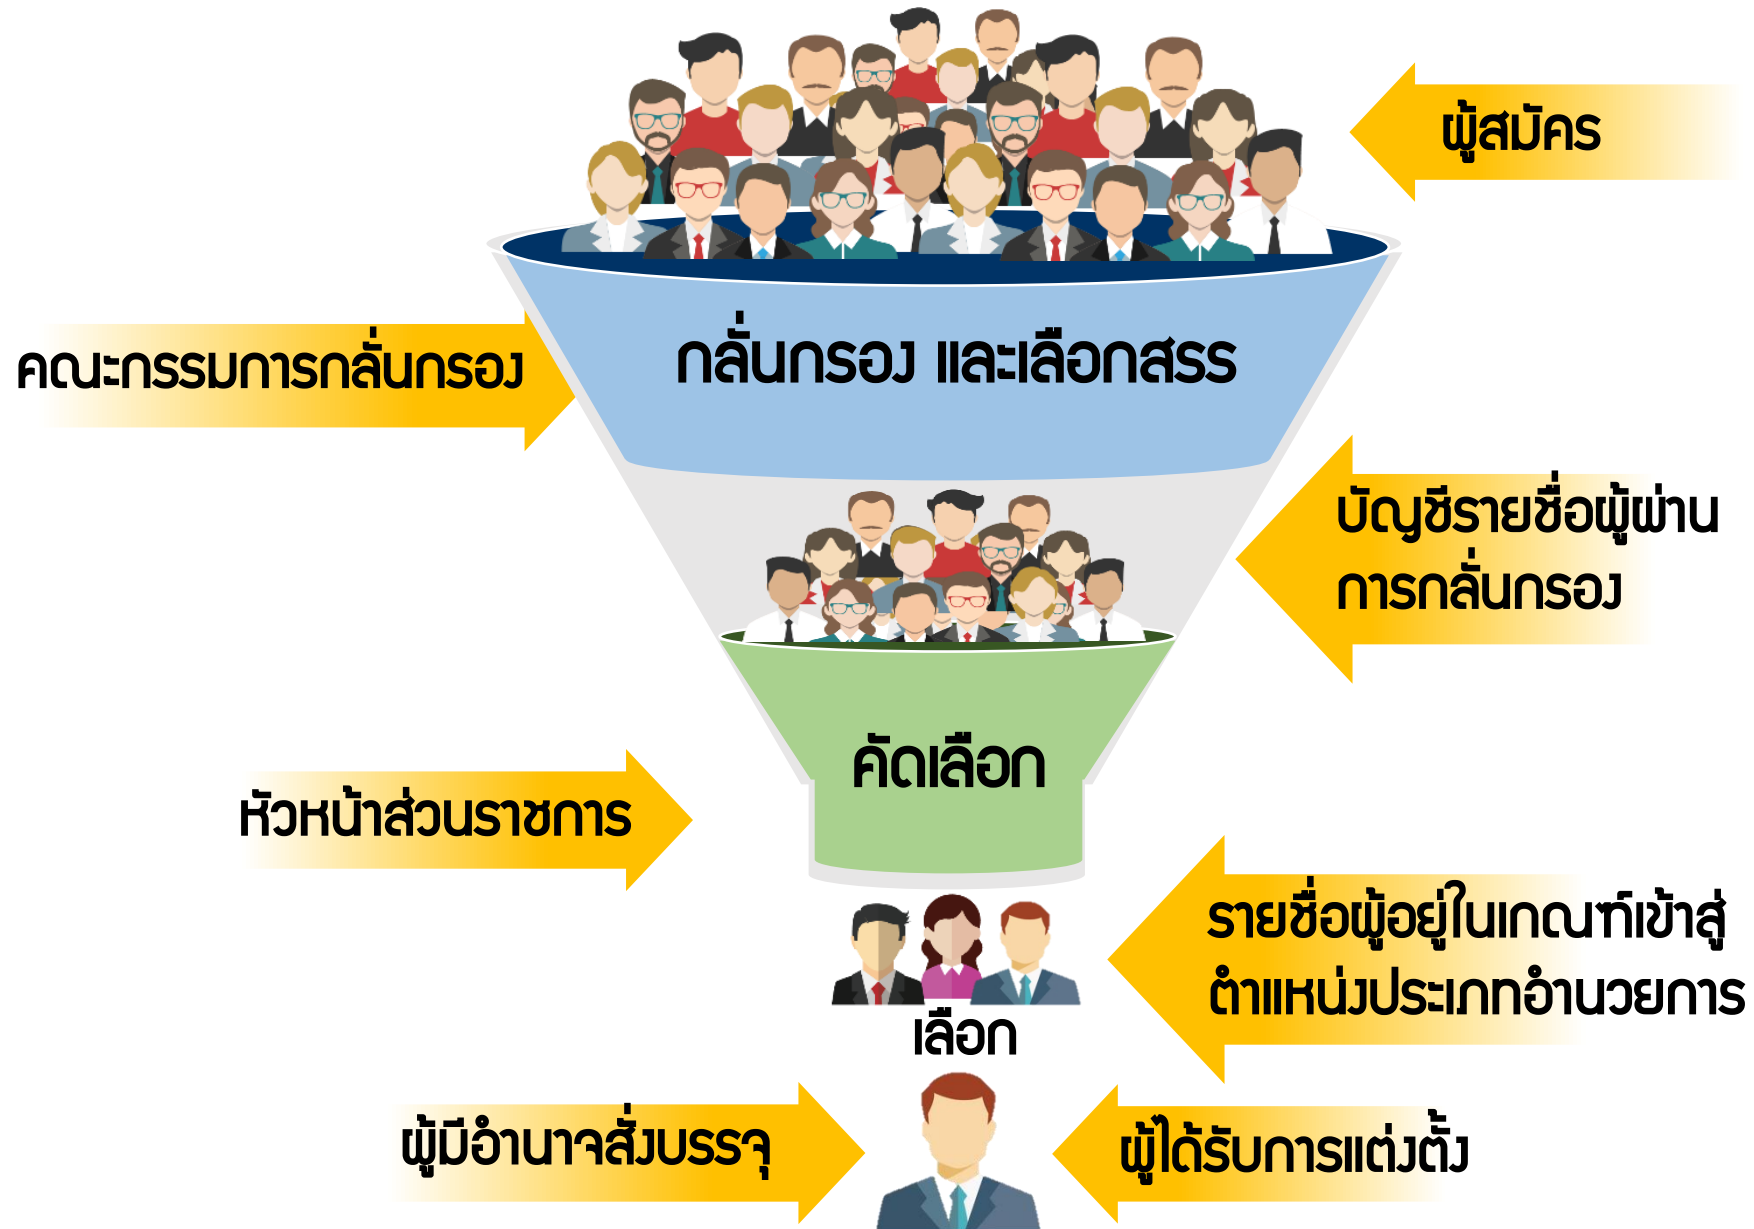 ผู้สมัคร
กลั่นกรอง และเลือกสรร
คณะกรรมการกลั่นกรอง
บัญชีรายชื่อผู้ผ่าน
การกลั่นกรอง
คัดเลือก
หัวหน้าส่วนราชการ
รายชื่อผู้อยู่ในเกณฑ์เข้าสู่
ตำแหน่งประเภทอำนวยการ
เลือก
ผู้มีอำนาจสั่งบรรจุ
ผู้ได้รับการแต่งตั้ง